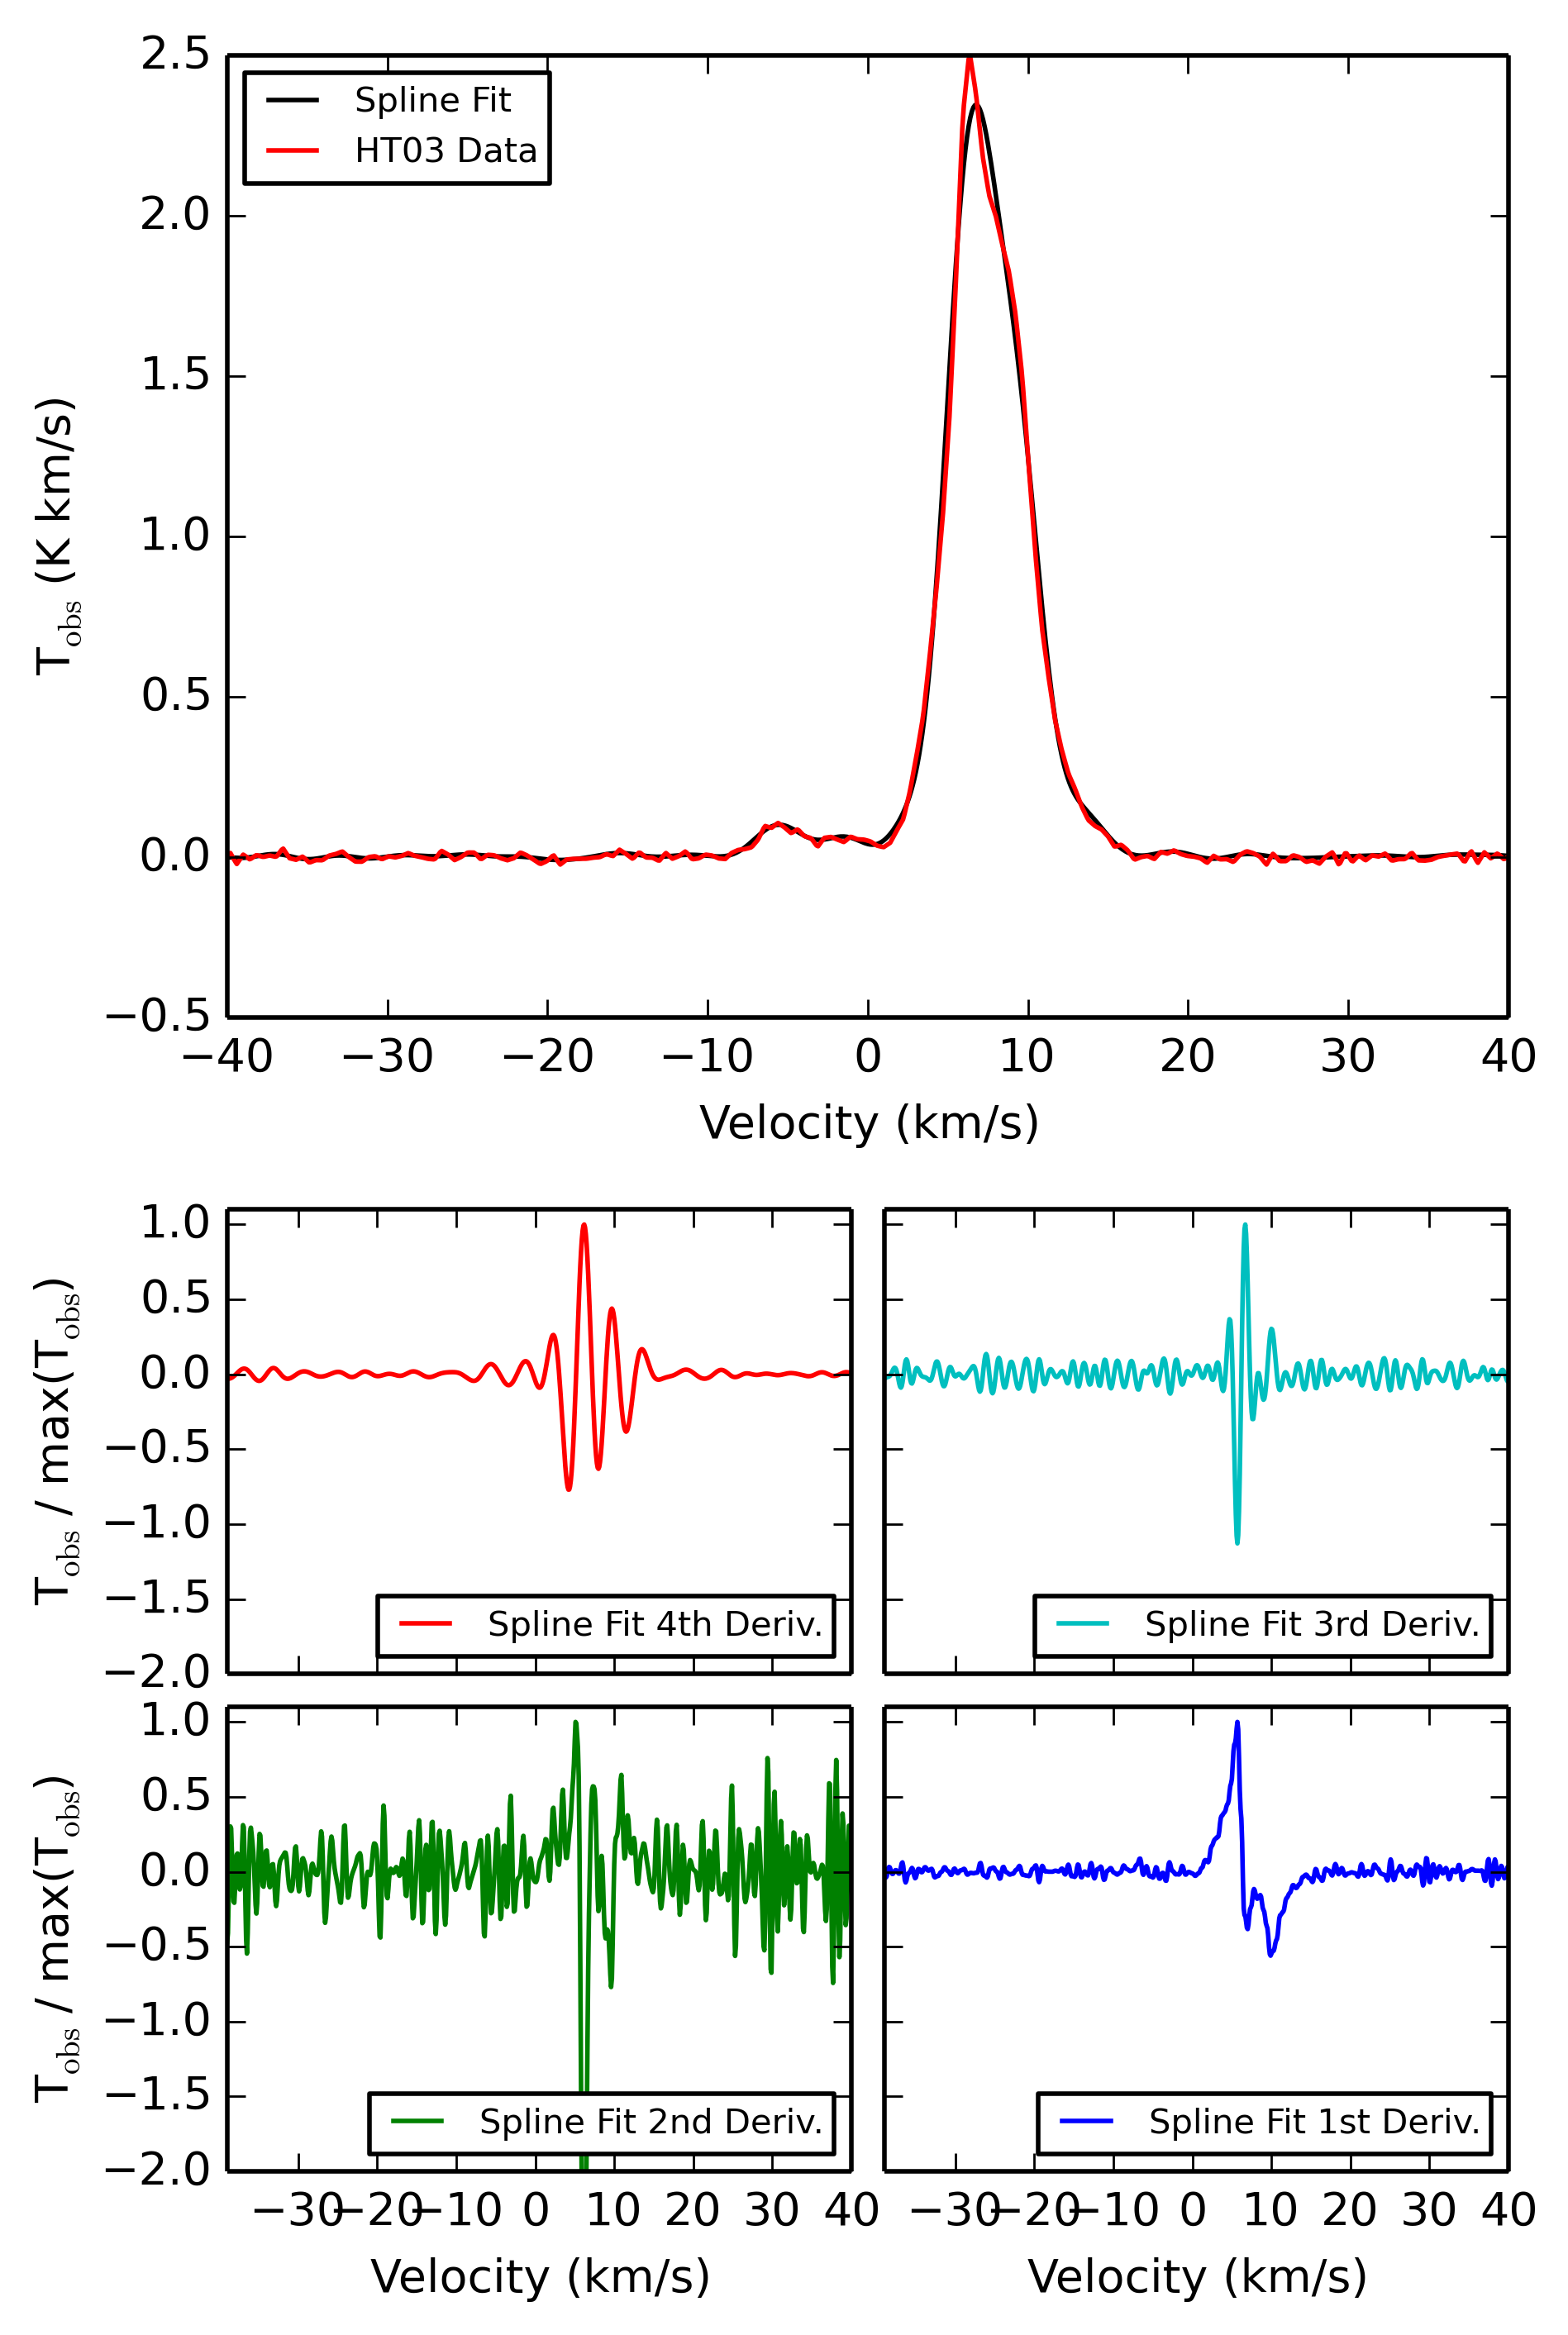 2.5
2.0
1.5
1.0
0.5
0.0
−0.5
T_obs (K km/s)
Spline Fit
HT03 Data
−40 −30 −20 −10 0 10 20 30 40
Velocity (km/s)
1.0
0.5
0.0
−0.5
−1.0
−1.5
−2.0
T_obs / max(T_obs)
Spline Fit 4th Deriv.
Spline Fit 3rd Deriv.
1.0
0.5
0.0
−0.5
−1.0
−1.5
−2.0
T_obs / max(T_obs)
Spline Fit 2nd Deriv.
Spline Fit 1st Deriv.
−30 −20 −10 0 10 20 30 40
−30 −20 −10 0 10 20 30 40
Velocity (km/s)
Velocity (km/s)